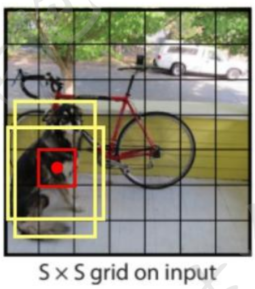 S × S grid on input